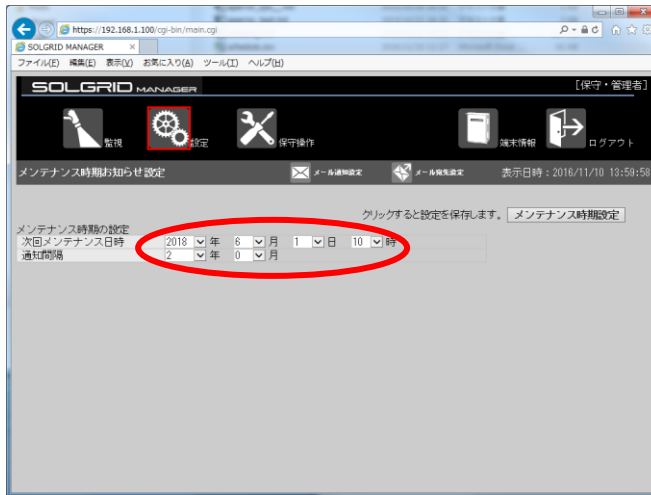 https://192.168.1.100/cgi-bin/main.cgi
SOLGRID MANAGER
ファイル(F) 編集(E) 表示(V) お気に入り(A) ツール(T) ヘルプ(H)
SOLGRID MANAGER [保守・管理者]
監視 設定 保守操作 端末情報 ログアウト
メンテナンス時期お知らせ設定 メール通知設定 メール宛先設定 表示日時:2016/11/10 13:59:58
クリックすると設定を保存します。 メンテナンス時期設定
メンテナンス時期の設定
次回メンテナンス日時 2018 年 6 月 1 日 10 時
通知間隔 2 年 0 月